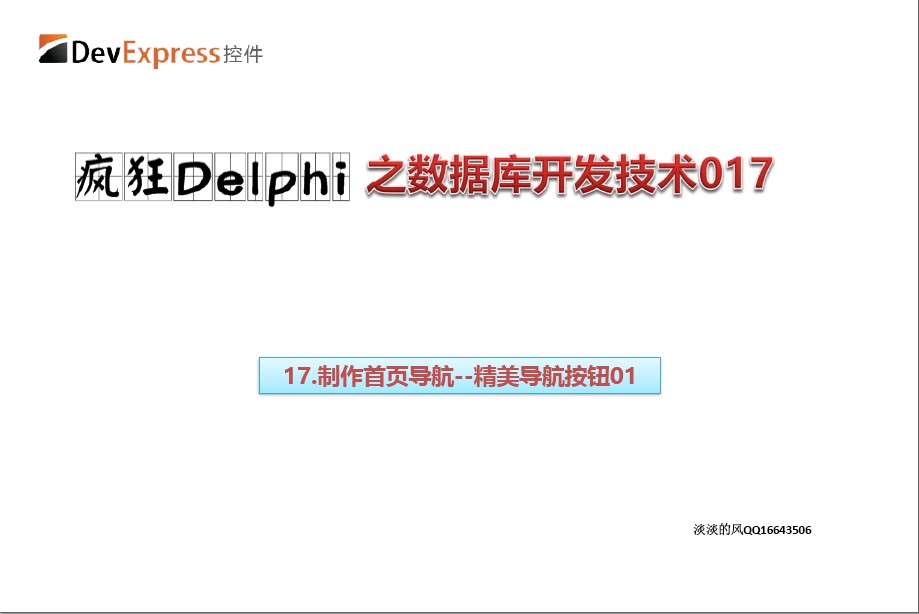 DevExpress控件
疯狂Delphi 之数据库开发技术017
17.制作首页导航--精美导航按钮01
淡淡的风QQ16643506